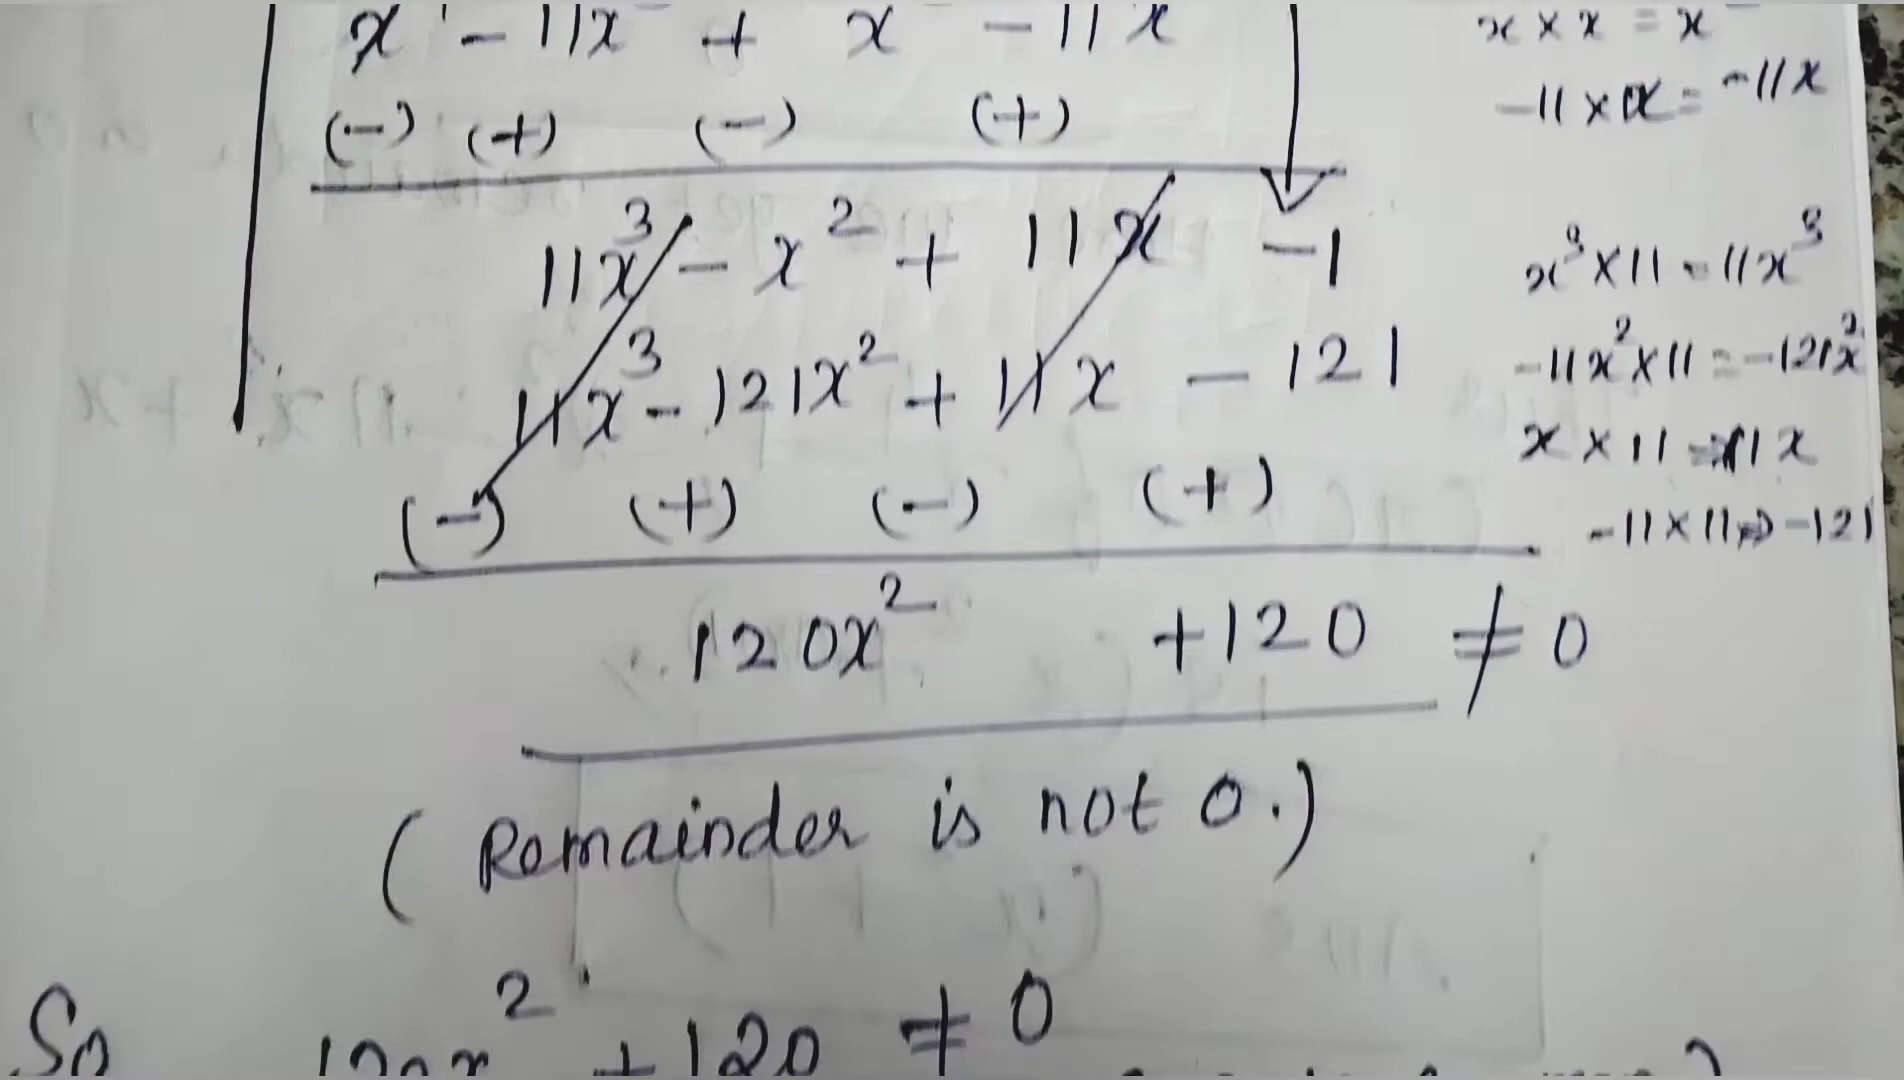 x - 11x + x - 11x
(-) (+) (-) (+)
11x³ - x² + 11x - 1
11x³ - 121x² + 11x - 121
(-) (+) (-) (+)
120x² + 120 ≠ 0
(Remainder is not 0.)
So 120x² + 120 ≠ 0
x × x = x
-11 × x = -11x
x³ × 11 = 11x³
-11x² × 11 = -121x²
x × 11 = 11x
-11 × 11 ⇒ -121